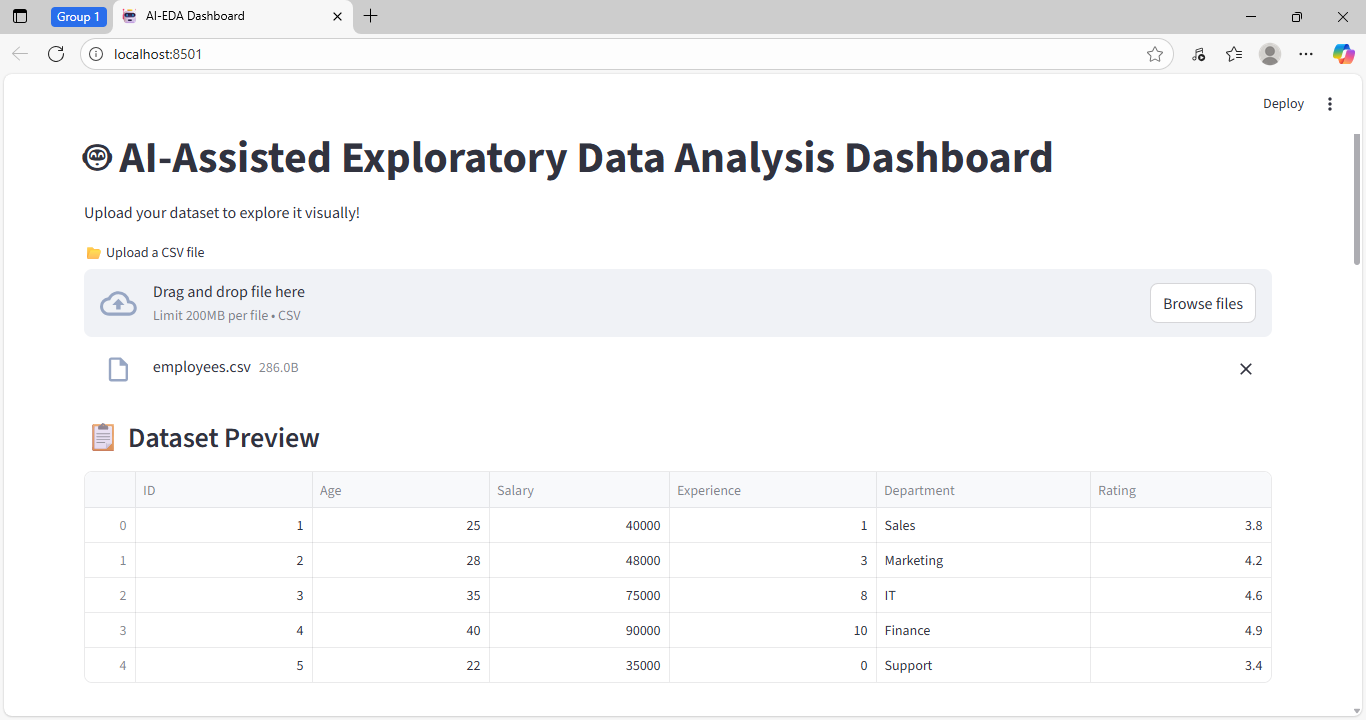 Group 1 AI-EDA Dashboard
localhost:8501
Deploy
AI-Assisted Exploratory Data Analysis Dashboard
Upload your dataset to explore it visually!
Upload a CSV file
Drag and drop file here
Limit 200MB per file • CSV
Browse files
employees.csv 286.0B
Dataset Preview
ID Age Salary Experience Department Rating
0 1 25 40000 1 Sales 3.8
1 2 28 48000 3 Marketing 4.2
2 3 35 75000 8 IT 4.6
3 4 40 90000 10 Finance 4.9
4 5 22 35000 0 Support 3.4